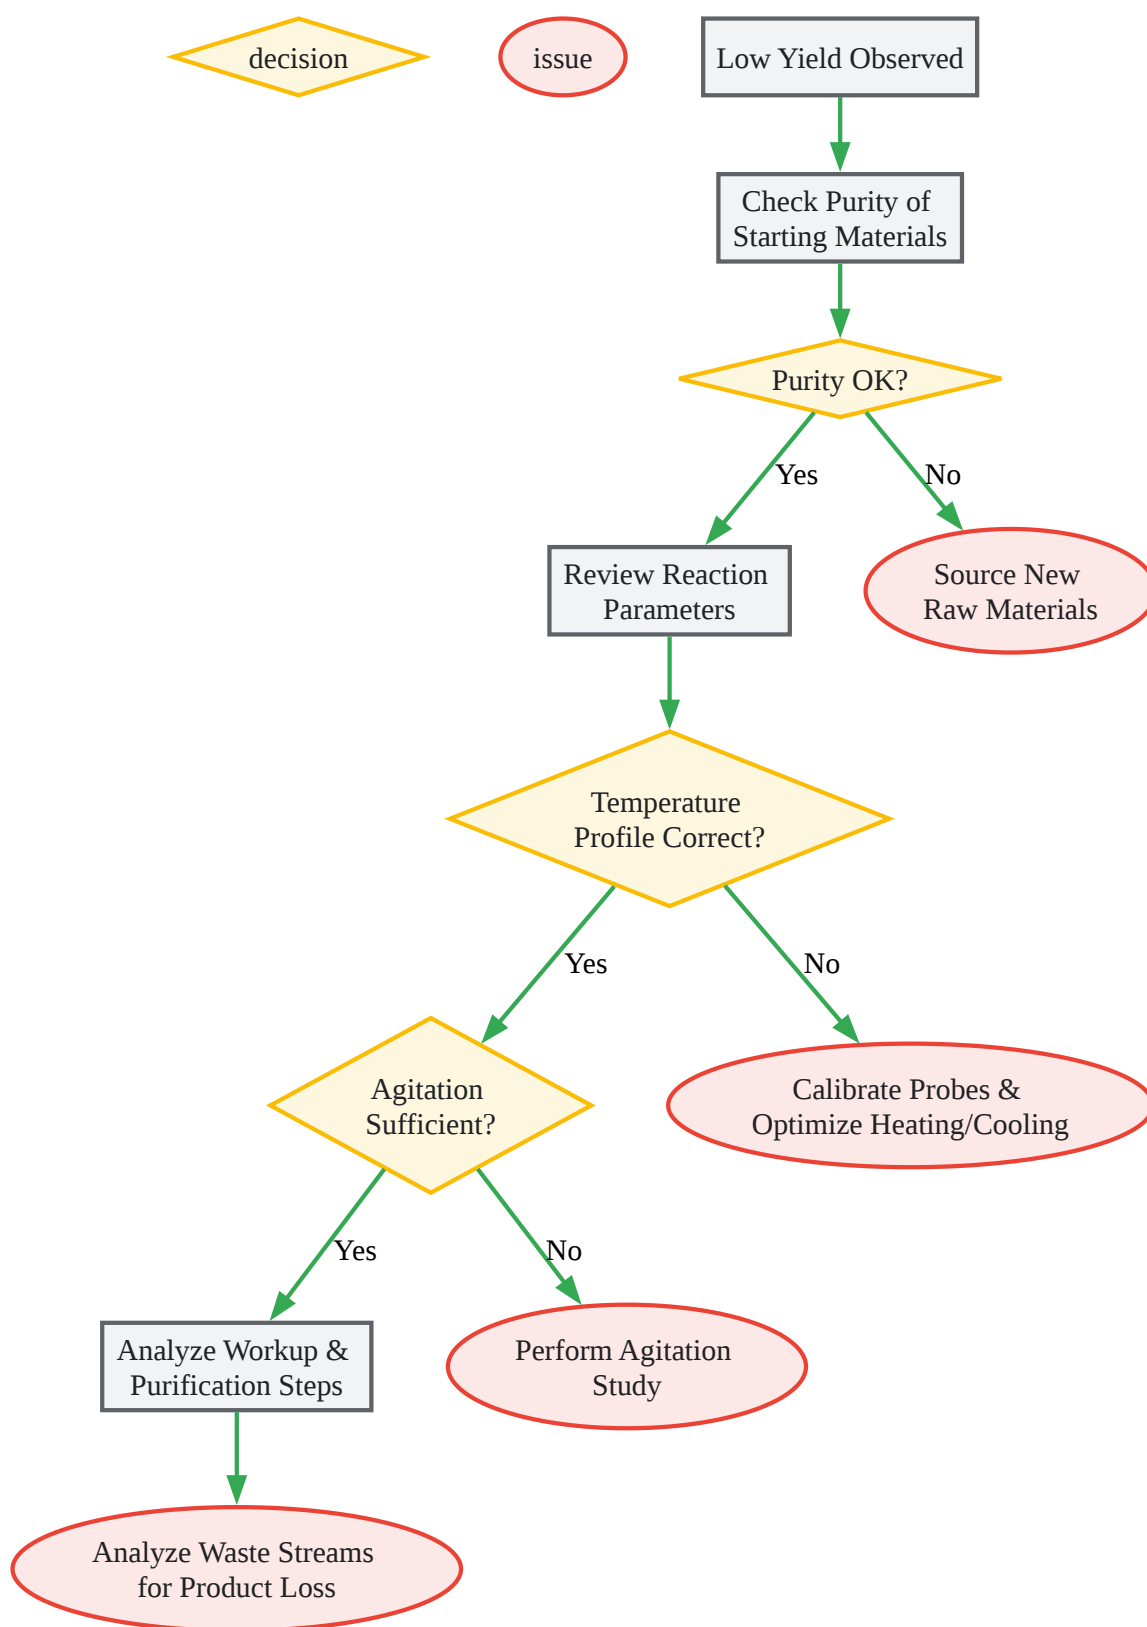 decision
issue
Low Yield Observed
Check Purity of
Starting Materials
Purity OK?
Yes
No
Review Reaction
Parameters
Source New
Raw Materials
Temperature
Profile Correct?
Yes
No
Agitation
Sufficient?
Calibrate Probes &
Optimize Heating/Cooling
Yes
No
Analyze Workup &
Purification Steps
Perform Agitation
Study
Analyze Waste Streams
for Product Loss